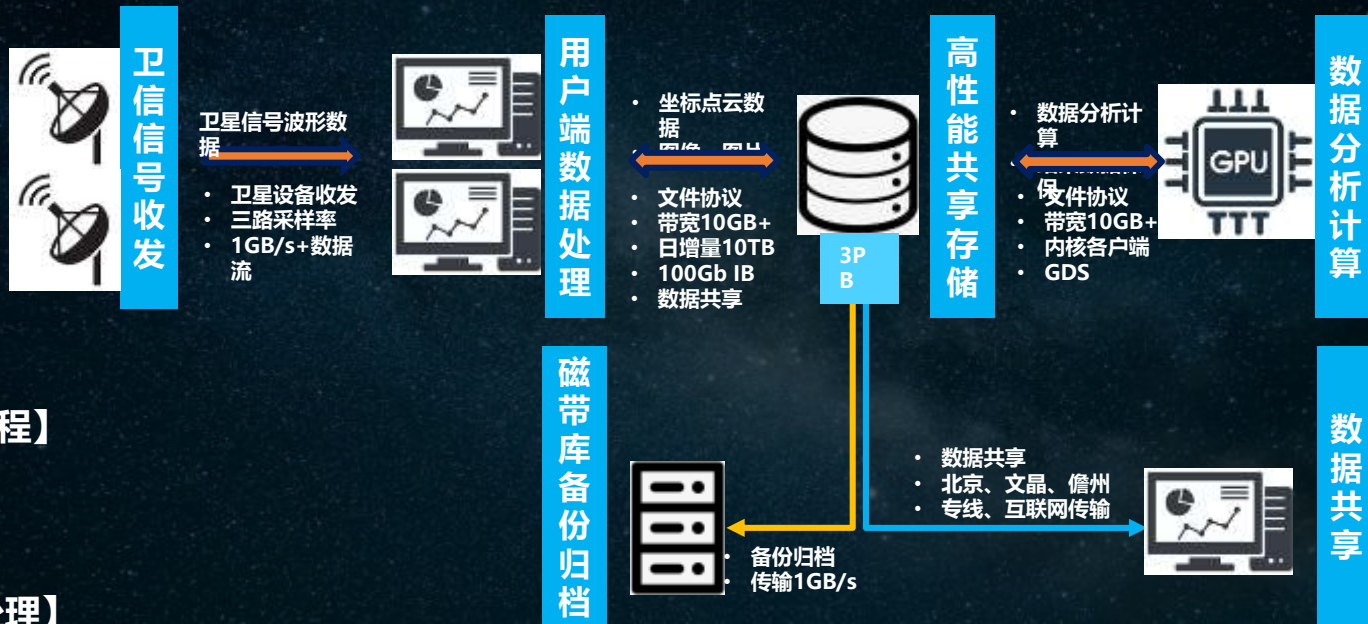 卫信信号收发
卫星信号波形数
据
• 卫星设备收发
• 三路采样率
• 1GB/s+数据
流
用户端数据处理
• 坐标点云数
据
• 图像、图片
• 文件协议
• 带宽10GB+
• 日增量10TB
• 100Gb IB
• 数据共享
3P
B
高性能共享存储
• 数据分析计
算
保
• 文件协议
• 带宽10GB+
• 内核各户端
• GDS
GPU
数据分析计算
程】
处理】
磁带库备份归档
• 备份归档
• 传输1GB/s
• 数据共享
• 北京、文晶、儋州
• 专线、互联网传输
数据共享